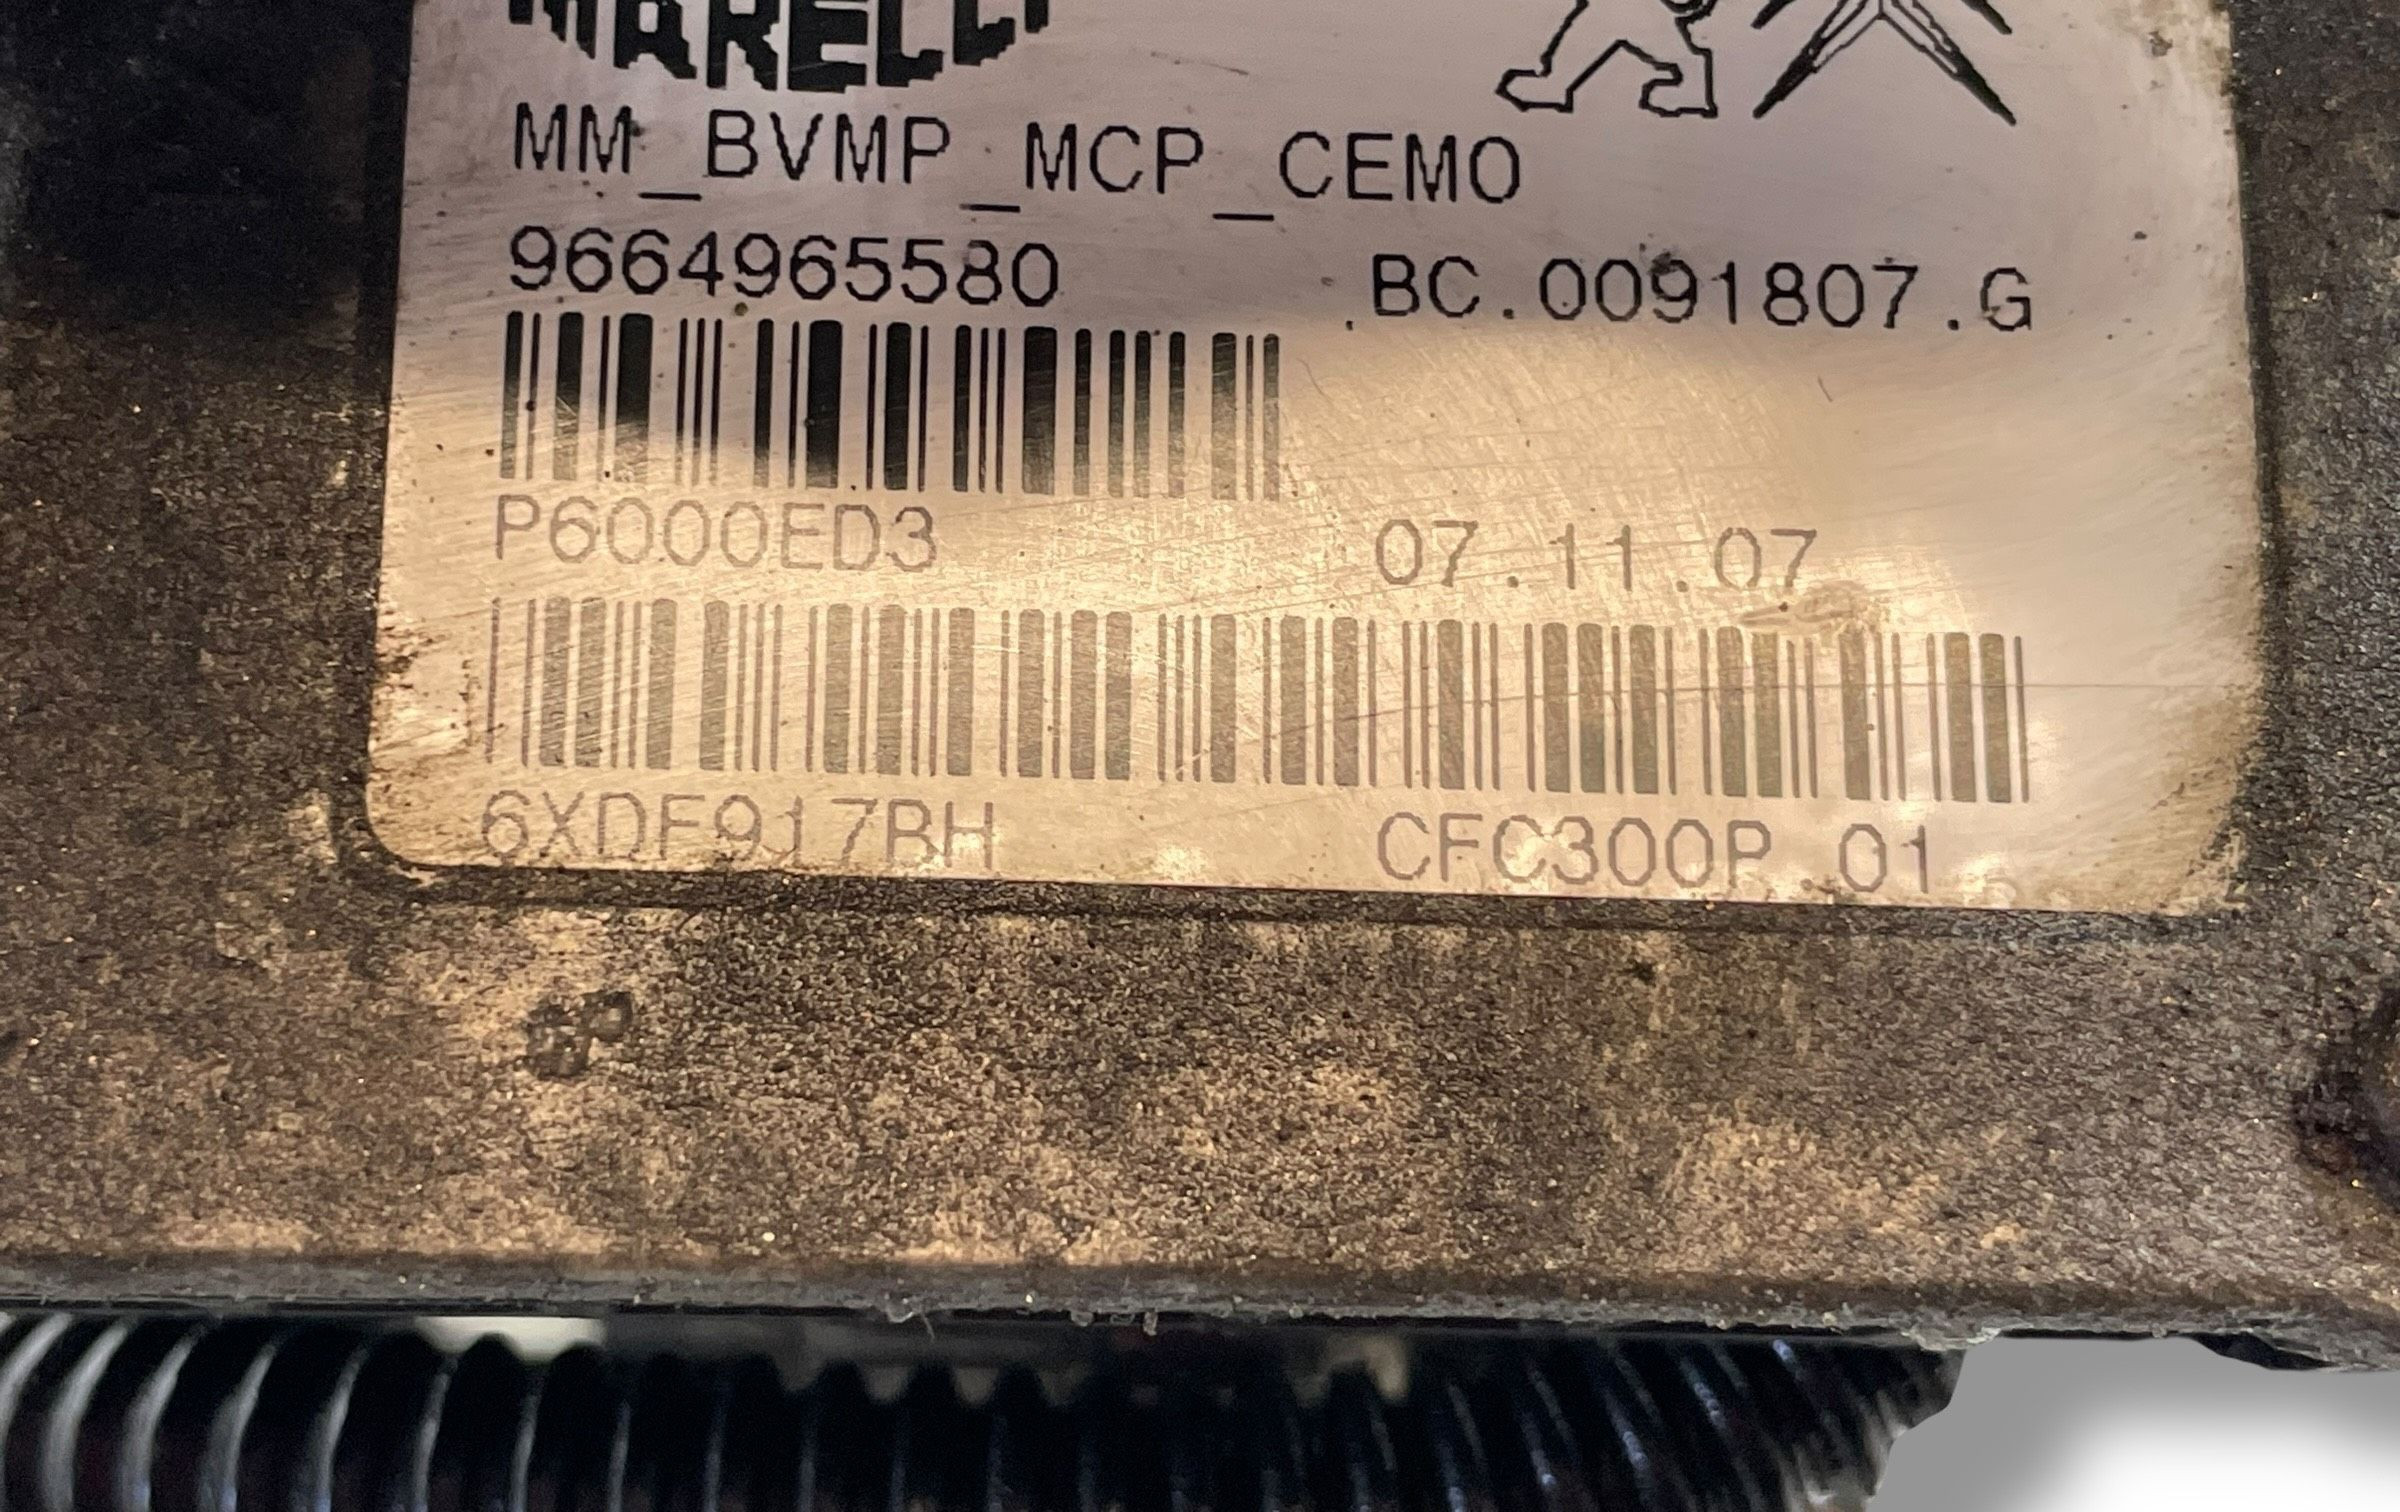 MARELLI
MM_BVMP_MCP_CEMO
9664965580 BC.0091807.G
P6000ED3 07.11.07
6XDF917BH CFC300P.01